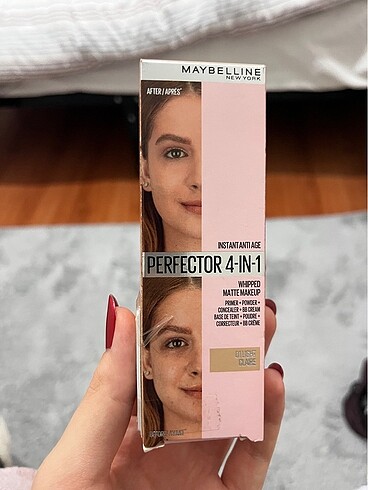 MAYBELLINE
NEW YORK
AFTER / APRÈS*
INSTANT ANTI AGE
PERFECTOR 4-IN-1
WHIPPED
MATTE MAKEUP
PRIMER + POWDER +
CONCEALER + BB CREAM
BASE DE TEINT + POUDRE +
CORRECTEUR + BB CRÈME
CLAIRE